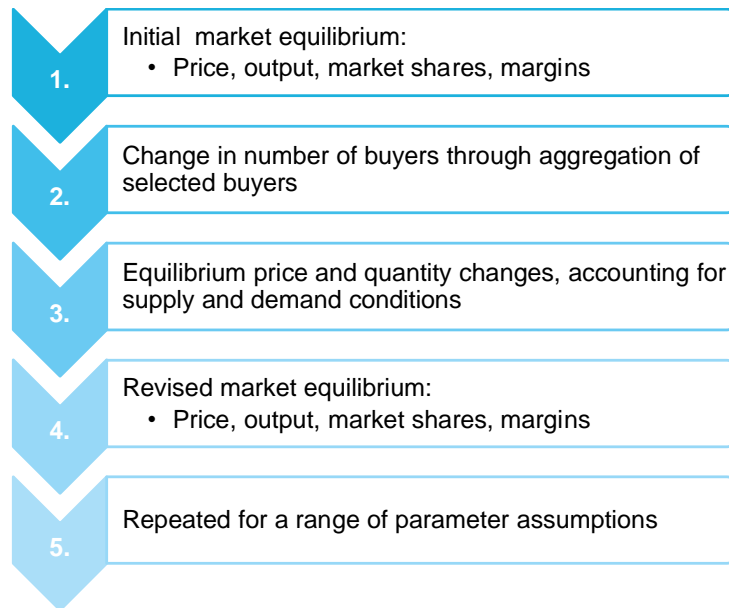 1.
Initial market equilibrium:
• Price, output, market shares, margins
2.
Change in number of buyers through aggregation of
selected buyers
3.
Equilibrium price and quantity changes, accounting for
supply and demand conditions
4.
Revised market equilibrium:
• Price, output, market shares, margins
5.
Repeated for a range of parameter assumptions